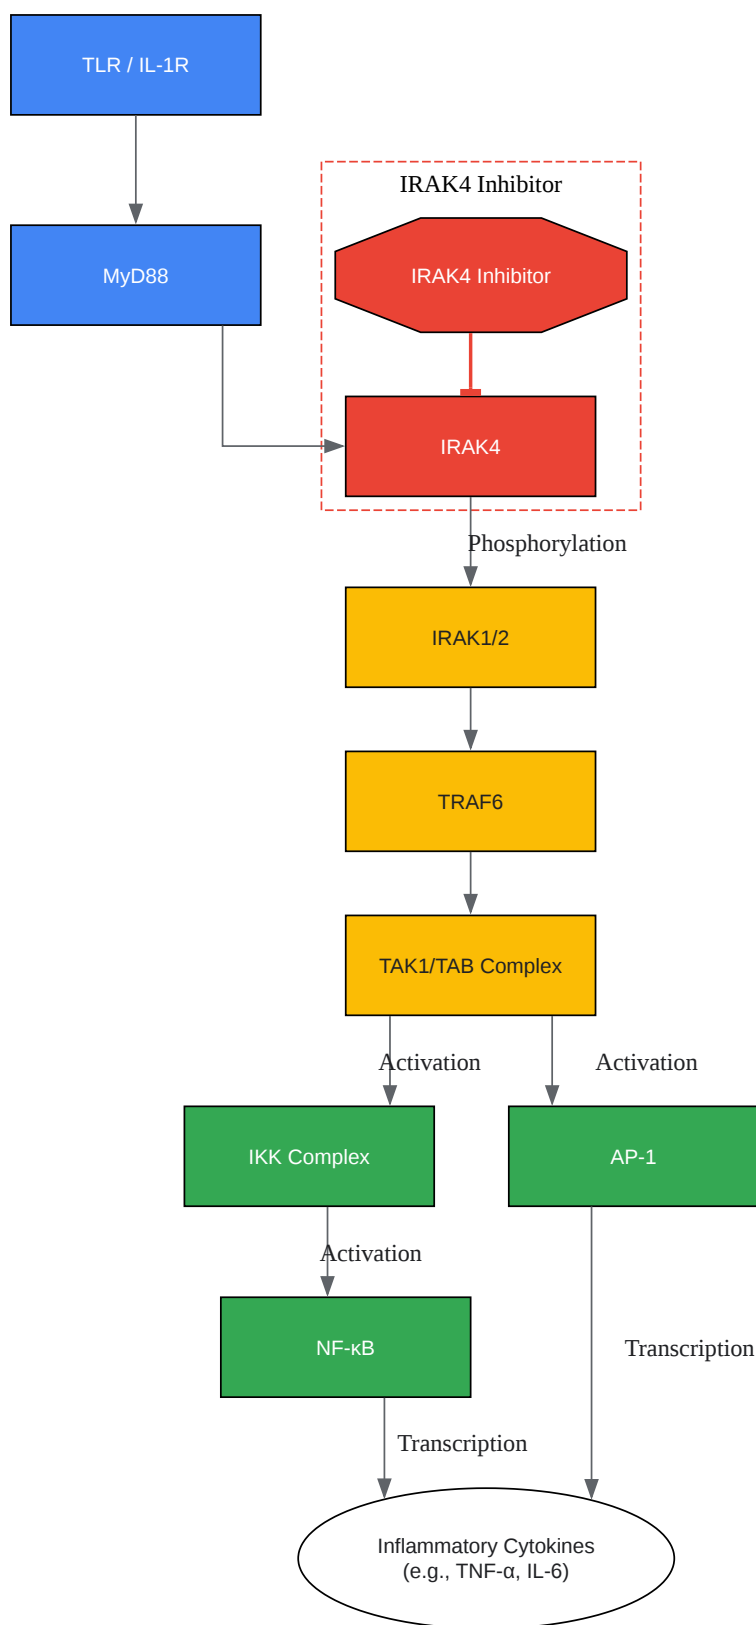 TLR / IL-1R
IRAK4 Inhibitor
MyD88
IRAK4 Inhibitor
IRAK4
Phosphorylation
IRAK1/2
TRAF6
TAK1/TAB Complex
Activation
Activation
IKK Complex
AP-1
Activation
NF-κB
Transcription
Transcription
Inflammatory Cytokines
(e.g., TNF-α, IL-6)